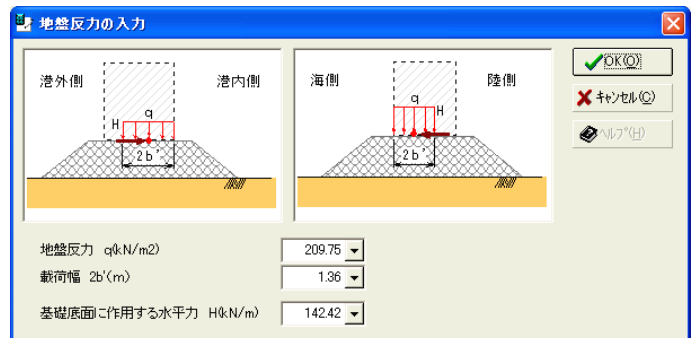 地盤反力の入力
港外側 港内側
q
H
2b'
海側 陸側
q
H
2b'
OK(O)
キャンセル(C)
ヘルプ(H)
地盤反力 q(kN/m2) 209.75
載荷幅 2b'(m) 1.36
基礎底面に作用する水平力 H(kN/m) 142.42